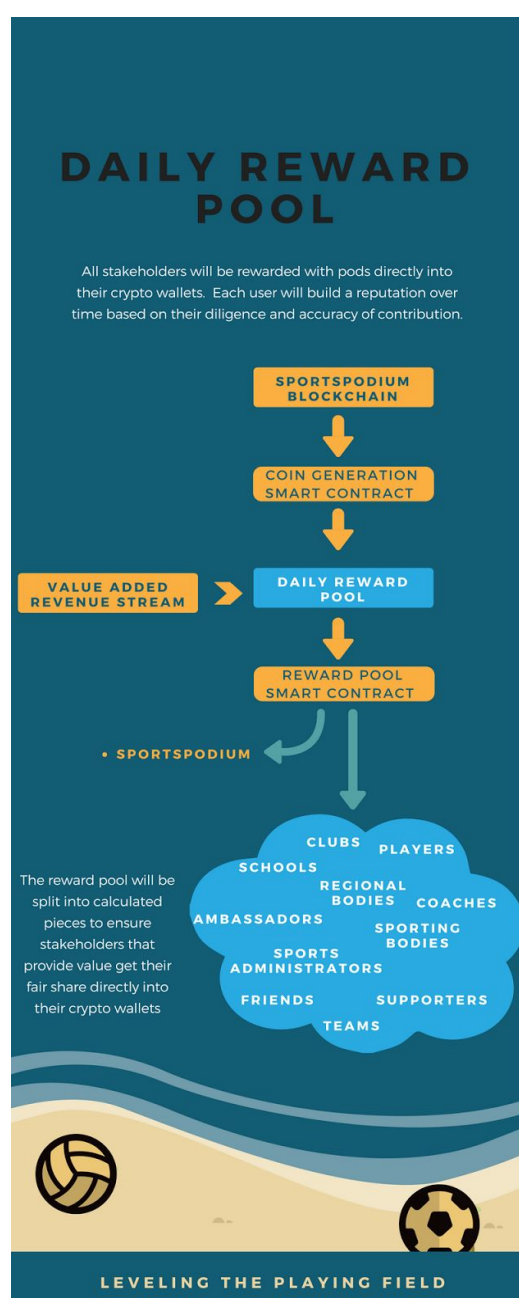 DAILY REWARD
POOL
All stakeholders will be rewarded with pods directly into
their crypto wallets. Each user will build a reputation over
time based on their diligence and accuracy of contribution.
SPORTSPODIUM
BLOCKCHAIN
COIN GENERATION
SMART CONTRACT
VALUE ADDED
REVENUE STREAM
DAILY REWARD
POOL
REWARD POOL
SMART CONTRACT
• SPORTSPODIUM
The reward pool will be
split into calculated
pieces to ensure
stakeholders that
provide value get their
fair share directly into
their crypto wallets
CLUBS
PLAYERS
SCHOOLS
REGIONAL
BODIES
COACHES
AMBASSADORS
SPORTING
BODIES
SPORTS
ADMINISTRATORS
FRIENDS
SUPPORTERS
TEAMS
LEVELING THE PLAYING FIELD